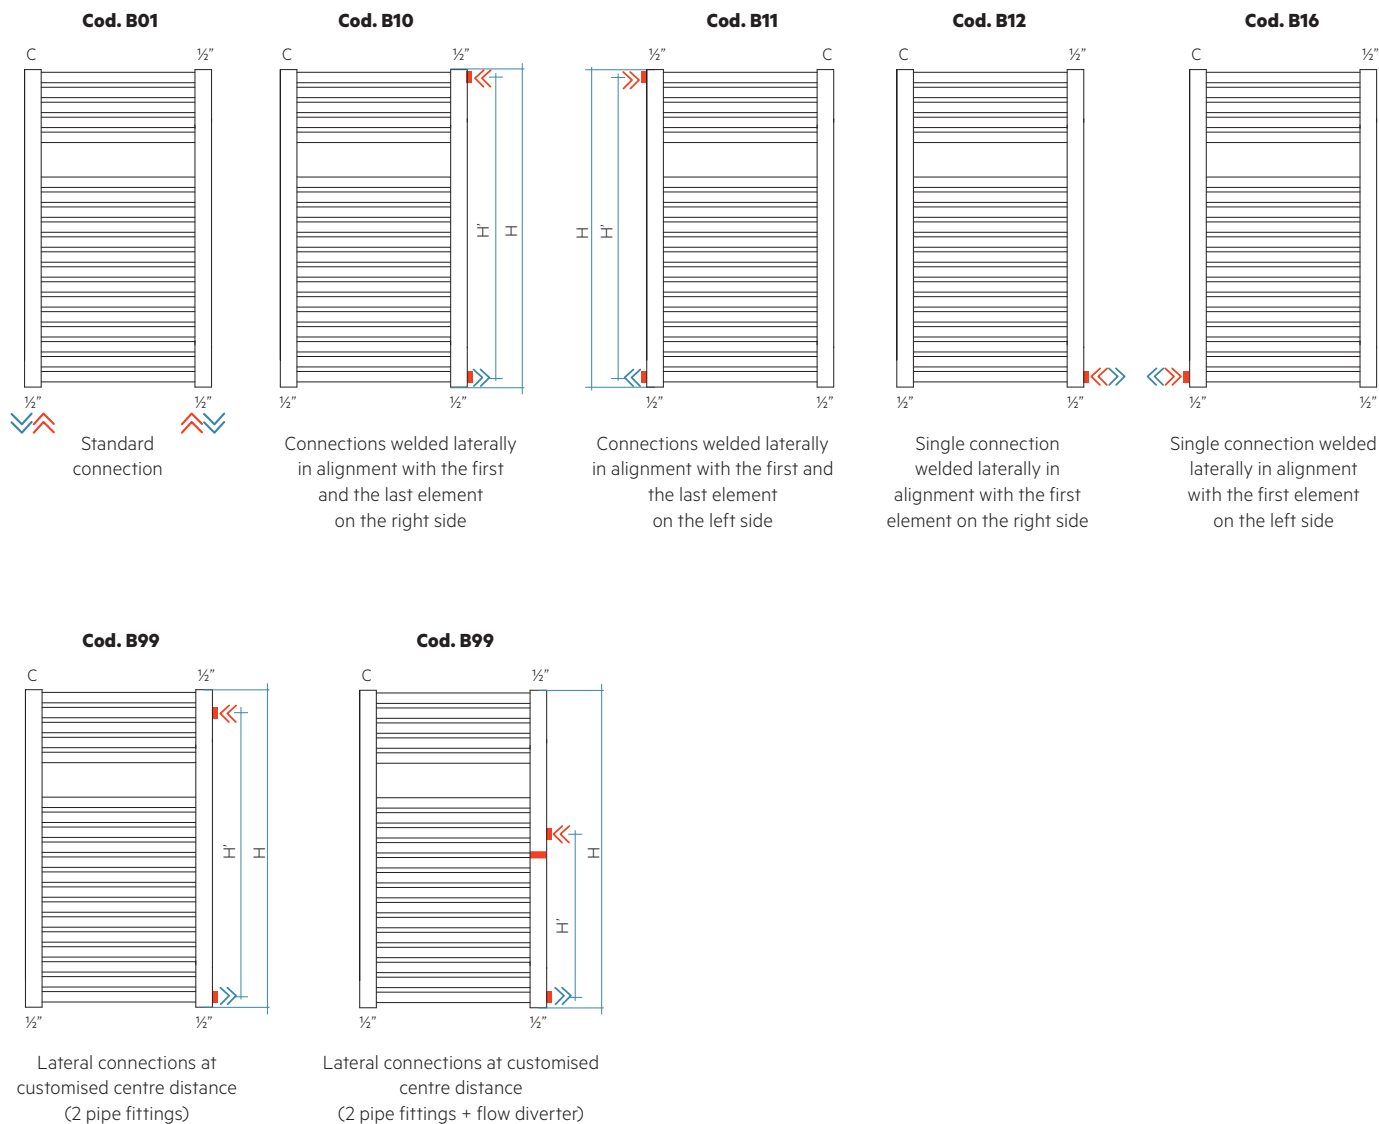 Cod. B01
C ½”
½” ½”
Standard
connection
Cod. B10
C ½”
H' H
½” ½”
Connections welded laterally
in alignment with the first
and the last element
on the right side
Cod. B11
½” C
H H'
½” ½”
Connections welded laterally
in alignment with the first and
the last element
on the left side
Cod. B12
C ½”
½” ½”
Single connection
welded laterally in
alignment with the first
element on the right side
Cod. B16
C ½”
½” ½”
Single connection welded
laterally in alignment
with the first element
on the left side
Cod. B99
C ½”
H' H
½” ½”
Lateral connections at
customised centre distance
(2 pipe fittings)
Cod. B99
C ½”
H
H'
½” ½”
Lateral connections at customised
centre distance
(2 pipe fittings + flow diverter)